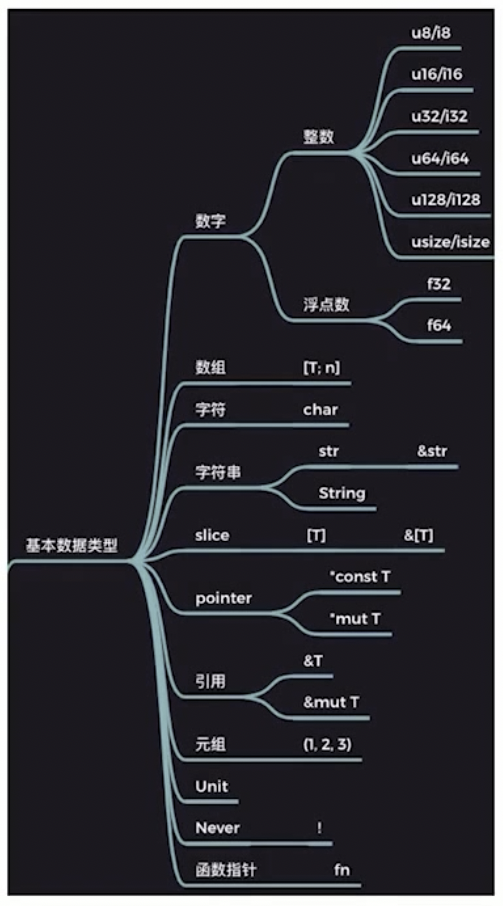 基本数据类型
数字
整数
u8/i8
u16/i16
u32/i32
u64/i64
u128/i128
usize/isize
浮点数
f32
f64
数组 [T; n]
字符 char
字符串
str &str
String
slice [T] &[T]
pointer
*const T
*mut T
引用
&T
&mut T
元组 (1, 2, 3)
Unit
Never !
函数指针 fn